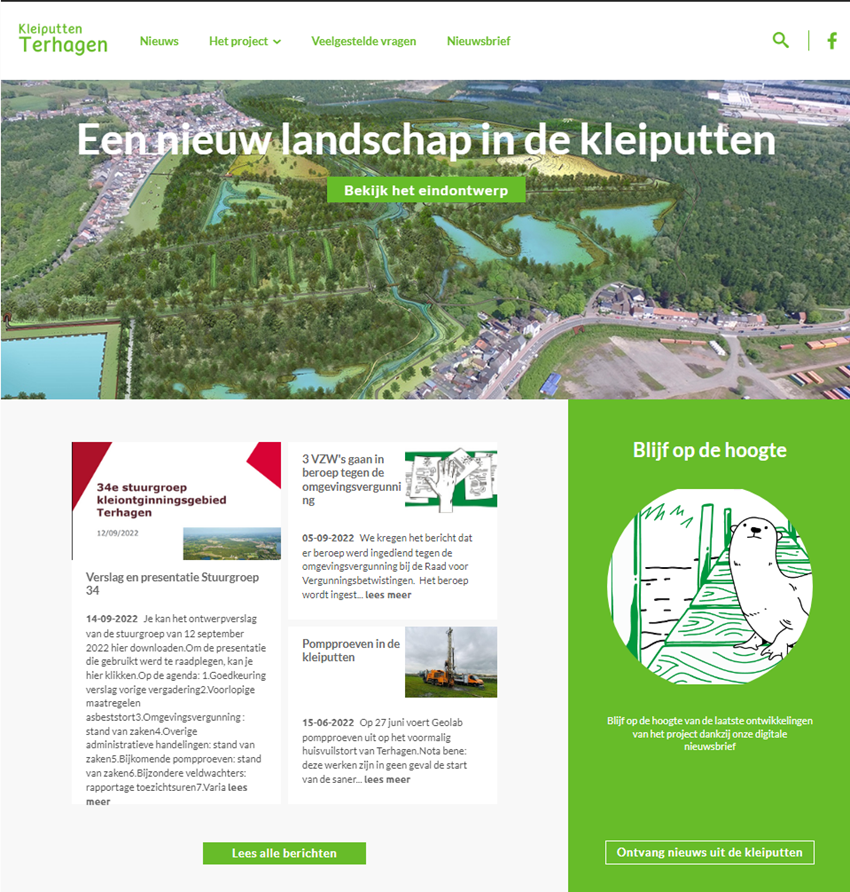 Kleiputten
Terhagen
Nieuws
Het project
Veelgestelde vragen
Nieuwsbrief
Een nieuw landschap in de kleiputten
Bekijk het eindontwerp
34e stuurgroep
kleiontginningsgebied
Terhagen
12/09/2022
Verslag en presentatie Stuurgroep
34
14-09-2022 Je kan het ontwerpverslag
van de stuurgroep van 12 september
2022 hier downloaden.Om de presentatie
die gebruikt werd te raadplegen, kan je
hier klikken.Op de agenda: 1.Goedkeuring
verslag vorige vergadering2.Voorlopige
maatregelen
asbeststort3.Omgevingsvergunning :
stand van zaken4.Overige
administratieve handelingen: stand van
zaken5.Bijkomende pompproeven: stand
van zaken6.Bijzondere veldwachters:
rapportage toezichtsuren7.Varia lees
meer
3 VZW's gaan in
beroep tegen de
omgevingsvergunni
ng
05-09-2022 We kregen het bericht dat
er beroep werd ingediend tegen de
omgevingsvergunning bij de Raad voor
Vergunningsbetwistingen. Het beroep
wordt ingest... lees meer
Pompproeven in de
kleiputten
15-06-2022 Op 27 juni voert Geolab
pompproeven uit op het voormalig
huisvuilstort van Terhagen.Nota bene:
deze werken zijn in geen geval de start
van de saner... lees meer
Lees alle berichten
Blijf op de hoogte
Blijf op de hoogte van de laatste ontwikkelingen
van het project dankzij onze digitale
nieuwsbrief
Ontvang nieuws uit de kleiputten